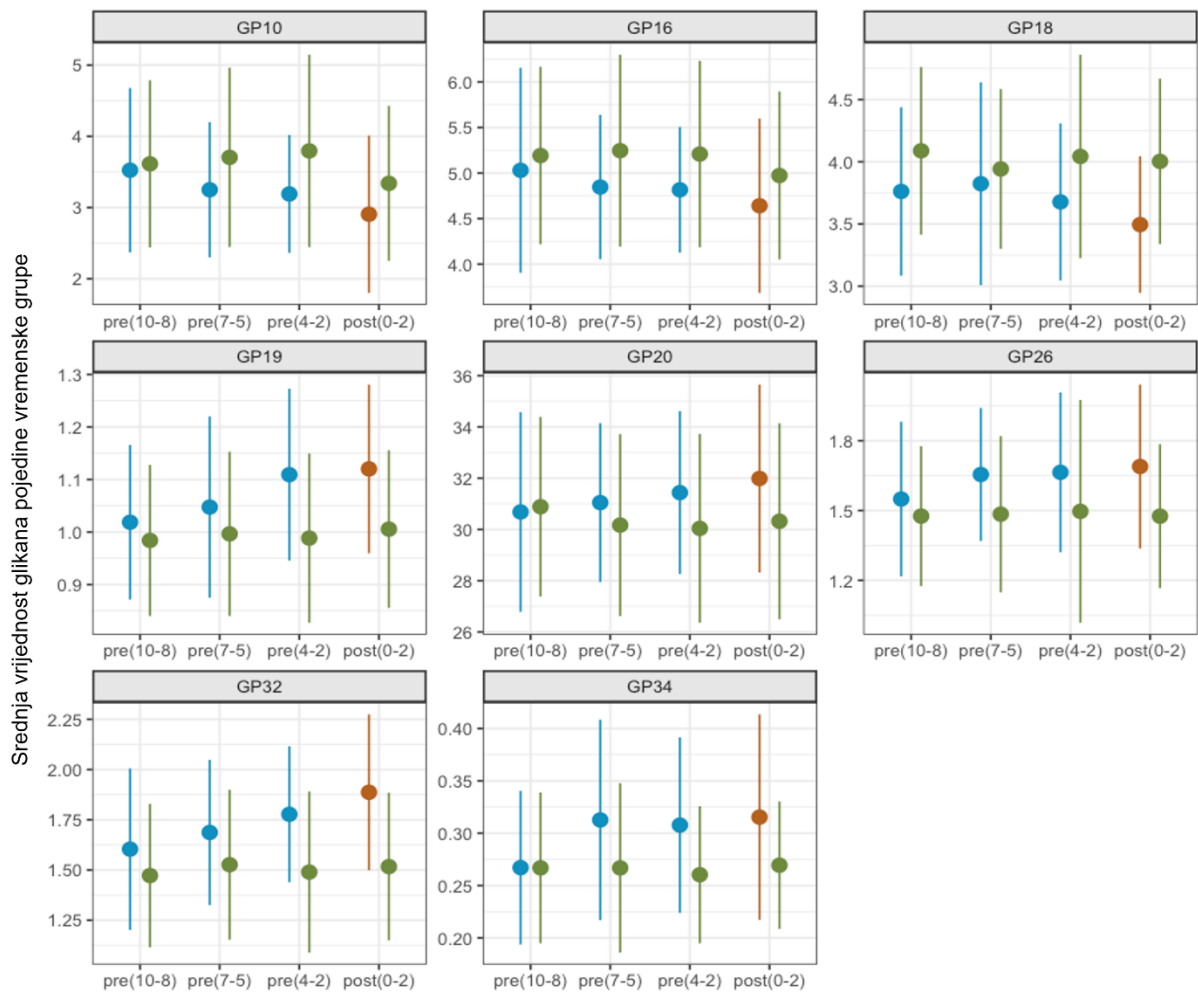 Srednja vrijednost glikana pojedine vremenske grupe
GP10
GP16
GP18
5
4
3
2
6.0
5.5
5.0
4.5
4.0
4.5
4.0
3.5
3.0
pre(10-8) pre(7-5) pre(4-2) post(0-2)
pre(10-8) pre(7-5) pre(4-2) post(0-2)
pre(10-8) pre(7-5) pre(4-2) post(0-2)
GP19
GP20
GP26
1.3
1.2
1.1
1.0
0.9
36
34
32
30
28
26
1.8
1.5
1.2
pre(10-8) pre(7-5) pre(4-2) post(0-2)
pre(10-8) pre(7-5) pre(4-2) post(0-2)
pre(10-8) pre(7-5) pre(4-2) post(0-2)
GP32
GP34
2.25
2.00
1.75
1.50
1.25
0.40
0.35
0.30
0.25
0.20
pre(10-8) pre(7-5) pre(4-2) post(0-2)
pre(10-8) pre(7-5) pre(4-2) post(0-2)